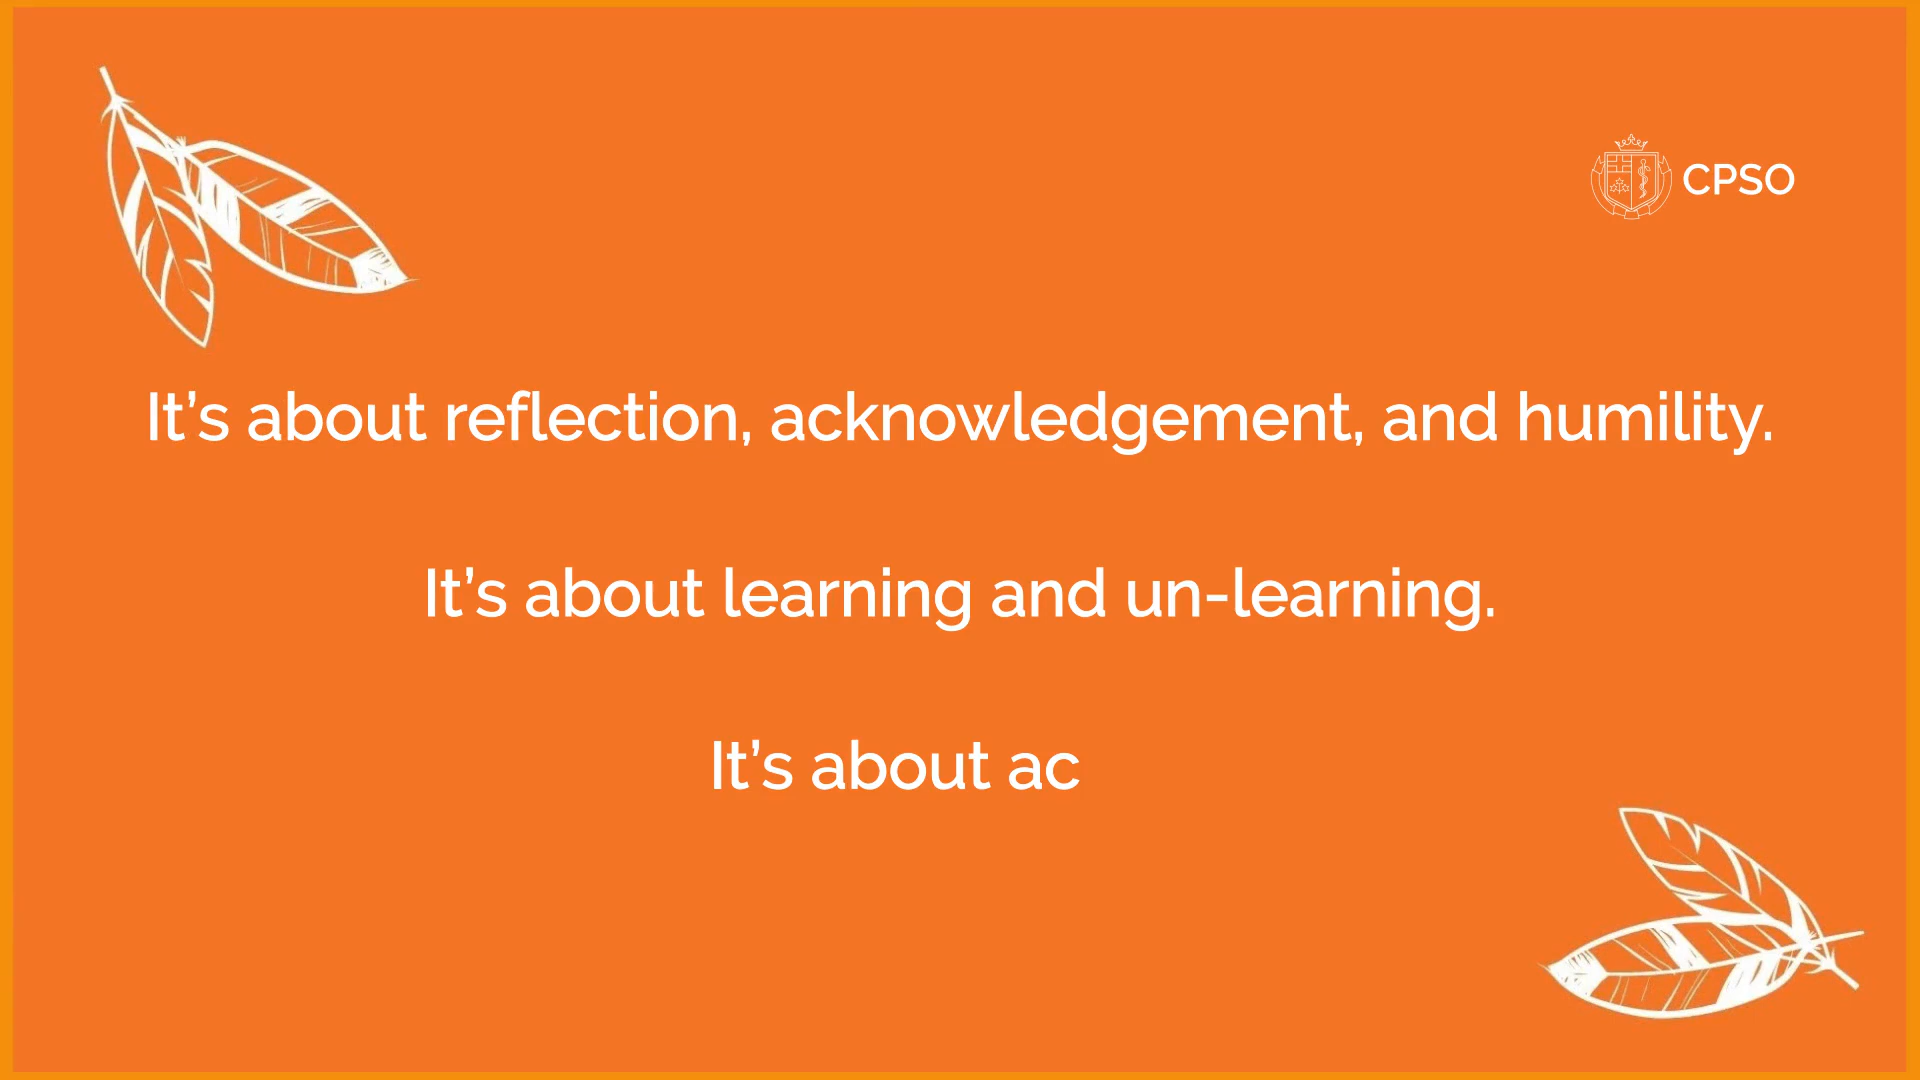 CPSO
It’s about reflection, acknowledgement, and humility.
It’s about learning and un-learning.
It’s about ac